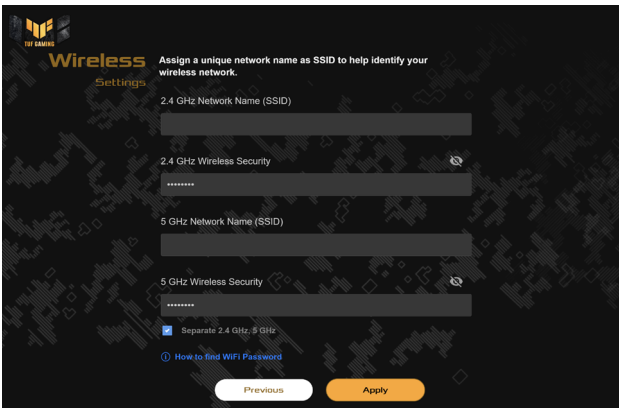 TUF GAMING
Wireless
Settings
Assign a unique network name as SSID to help identify your
wireless network.
2.4 GHz Network Name (SSID)
2.4 GHz Wireless Security
••••••••
5 GHz Network Name (SSID)
5 GHz Wireless Security
••••••••
Separate 2.4 GHz, 5 GHz
How to find WiFi Password
Previous
Apply